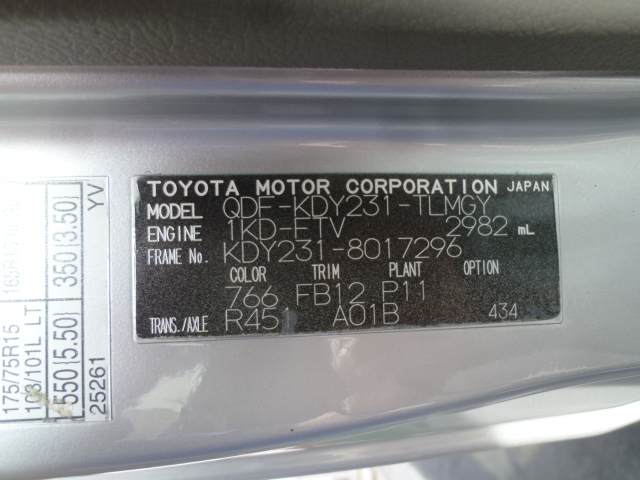 TOYOTA MOTOR CORPORATION JAPAN
MODEL QDF-KDY231-TLMGY
ENGINE 1KD-FTV 2982 mL
FRAME No. KDY231-8017296
COLOR TRIM PLANT OPTION
766 FB12 P11
TRANS./AXLE R451 A01B 434
175/75R15
103/101L LT
550(5.50) 350(3.50)
25261 YV